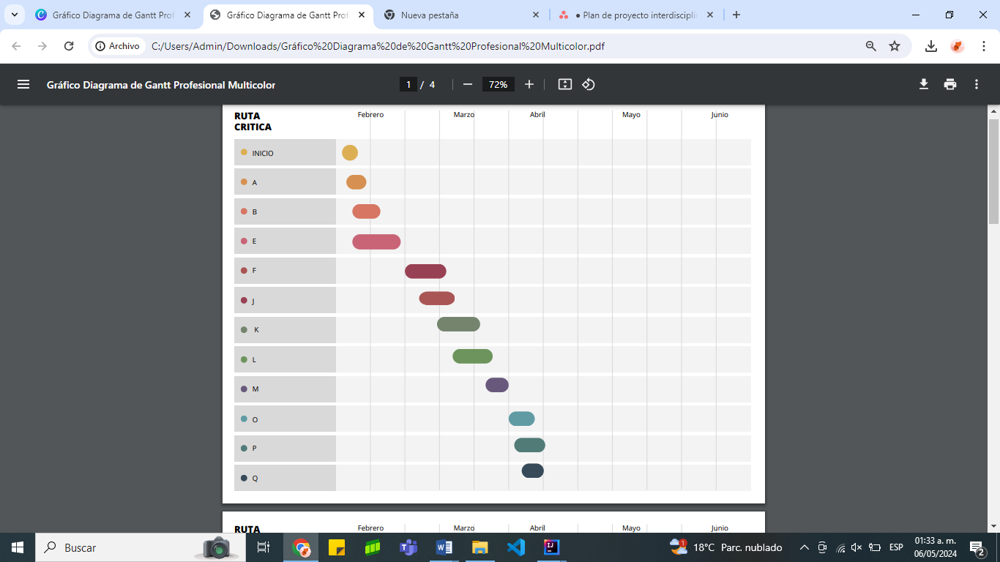 Gráfico Diagrama de Gantt Prof
Gráfico Diagrama de Gantt Prof
Nueva pestaña
● Plan de proyecto interdisciplin
Archivo
C:/Users/Admin/Downloads/Gráfico%20Diagrama%20de%20Gantt%20Profesional%20Multicolor.pdf
Gráfico Diagrama de Gantt Profesional Multicolor
1 / 4
72%
RUTA
CRITICA
Febrero Marzo Abril Mayo Junio
INICIO
A
B
E
F
J
K
L
M
O
P
Q
RUTA
Febrero Marzo Abril Mayo Junio
Buscar
1
18°C Parc. nublado
ESP
01:33 a. m.
06/05/2024
2